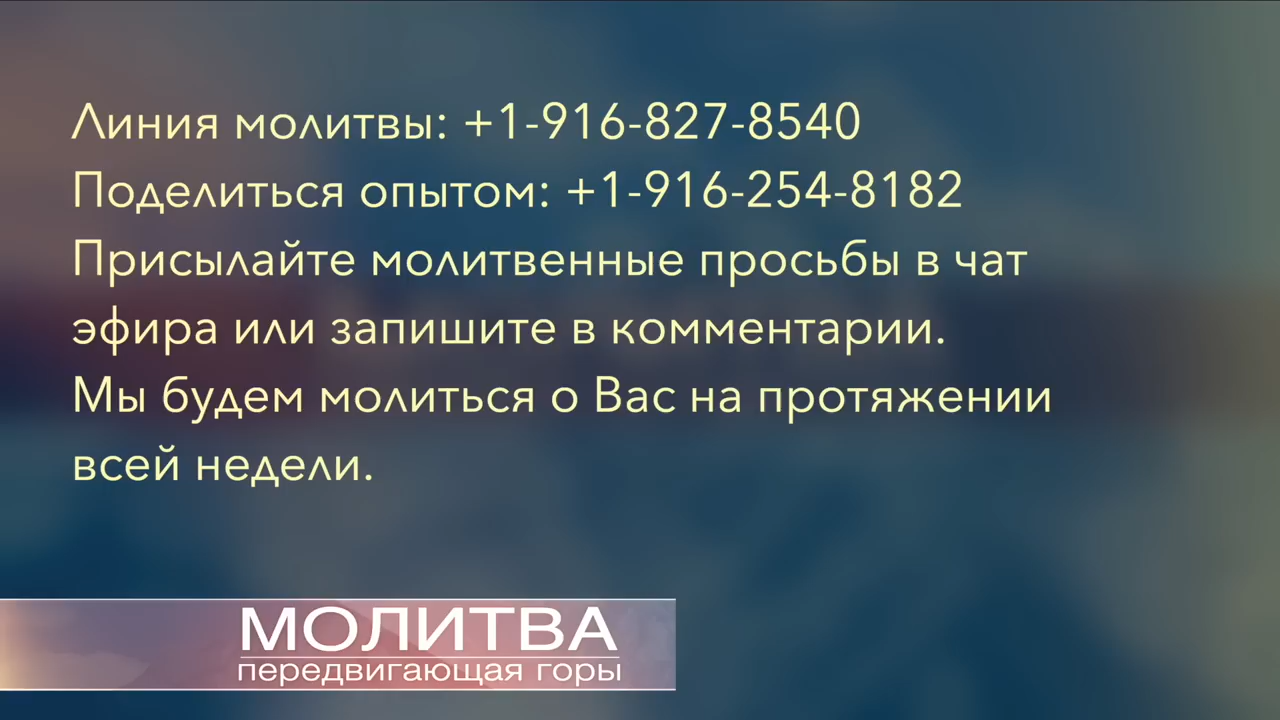 Линия молитвы: +1-916-827-8540
Поделиться опытом: +1-916-254-8182
Присылайте молитвенные просьбы в чат
эфира или запишите в комментарии.
Мы будем молиться о Вас на протяжении
всей недели.
МОЛИТВА
передвигающая горы